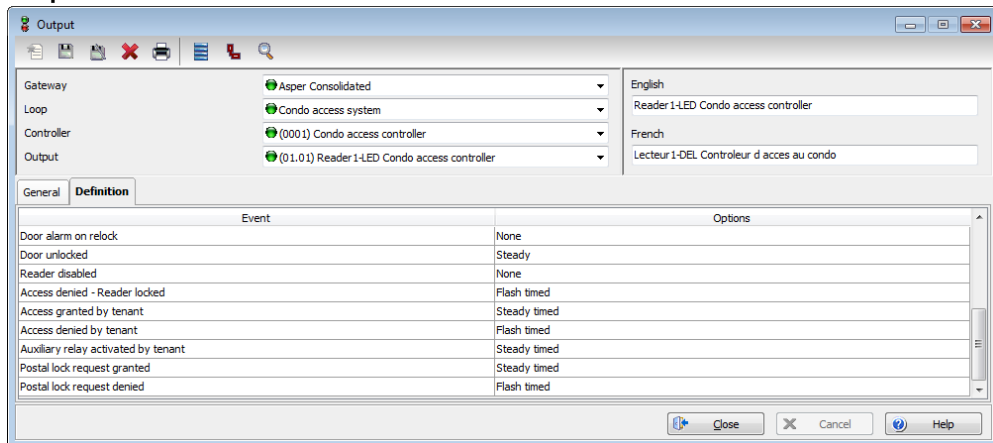 Output
Gateway
Asper Consolidated
English
Reader1-LED Condo access controller
Loop
Condo access system
Controller
(0001) Condo access controller
French
Lecteur1-DEL Controleur d acces au condo
Output
(01.01) Reader1-LED Condo access controller
General
Definition
Event
Options
Door alarm on relock
None
Door unlocked
Steady
Reader disabled
None
Access denied - Reader locked
Flash timed
Access granted by tenant
Steady timed
Access denied by tenant
Flash timed
Auxiliary relay activated by tenant
Steady timed
Postal lock request granted
Steady timed
Postal lock request denied
Flash timed
Close
Cancel
Help